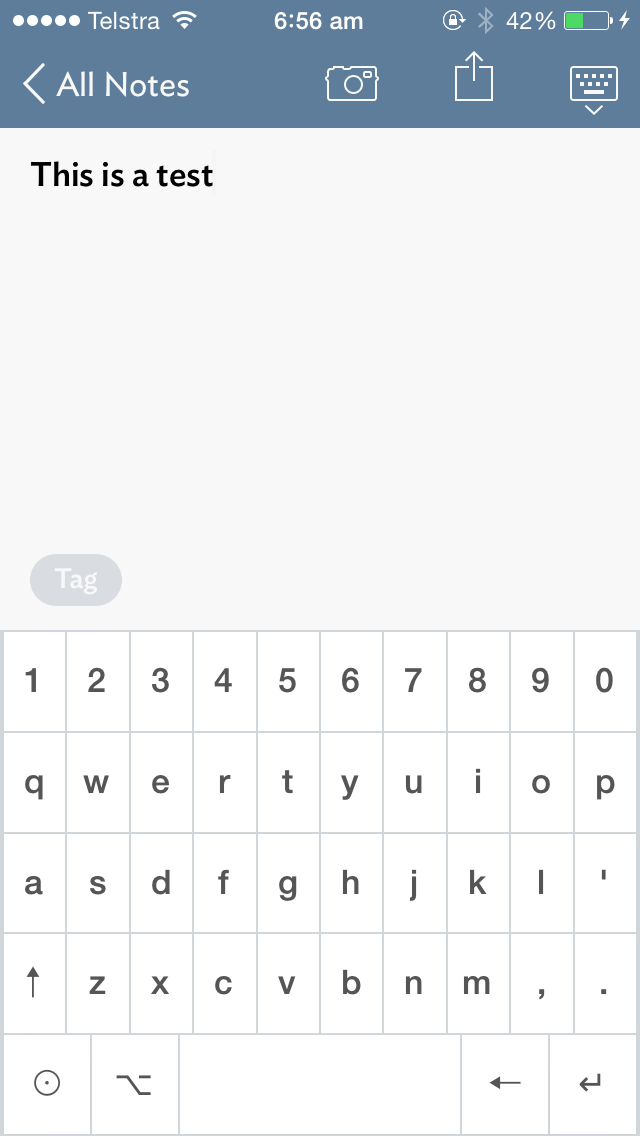 Telstra 6:56 am 42%
All Notes
This is a test
Tag
1 2 3 4 5 6 7 8 9 0
q w e r t y u i o p
a s d f g h j k l '
z x c v b n m , .